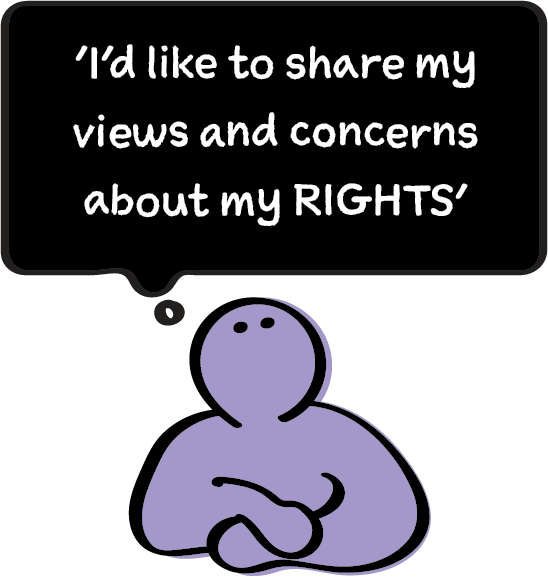 ‘I’d like to share my
views and concerns
about my RIGHTS’